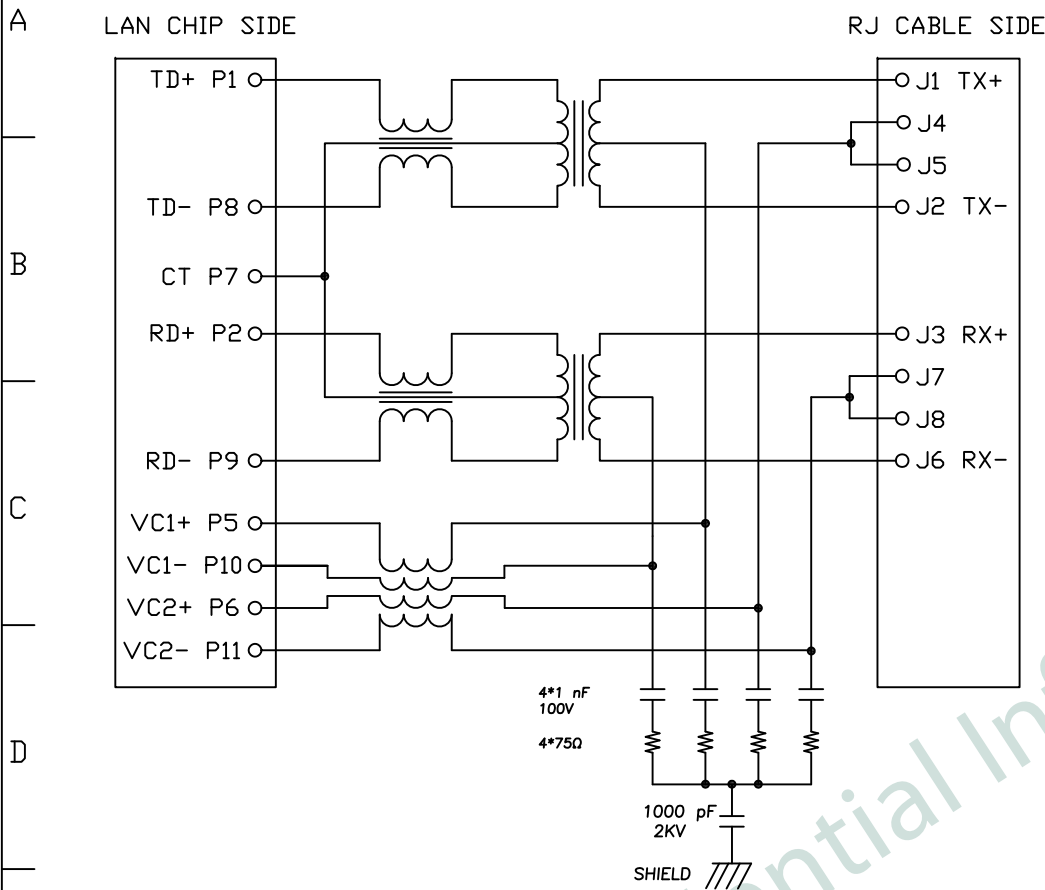 A
LAN CHIP SIDE
RJ CABLE SIDE
TD+ P1
J1 TX+
J4
J5
TD- P8
J2 TX-
B
CT P7
RD+ P2
J3 RX+
J7
J8
RD- P9
J6 RX-
C
VC1+ P5
VC1- P10
VC2+ P6
VC2- P11
4*1 nF
100V
4*75Ω
D
1000 pF
2KV
SHIELD